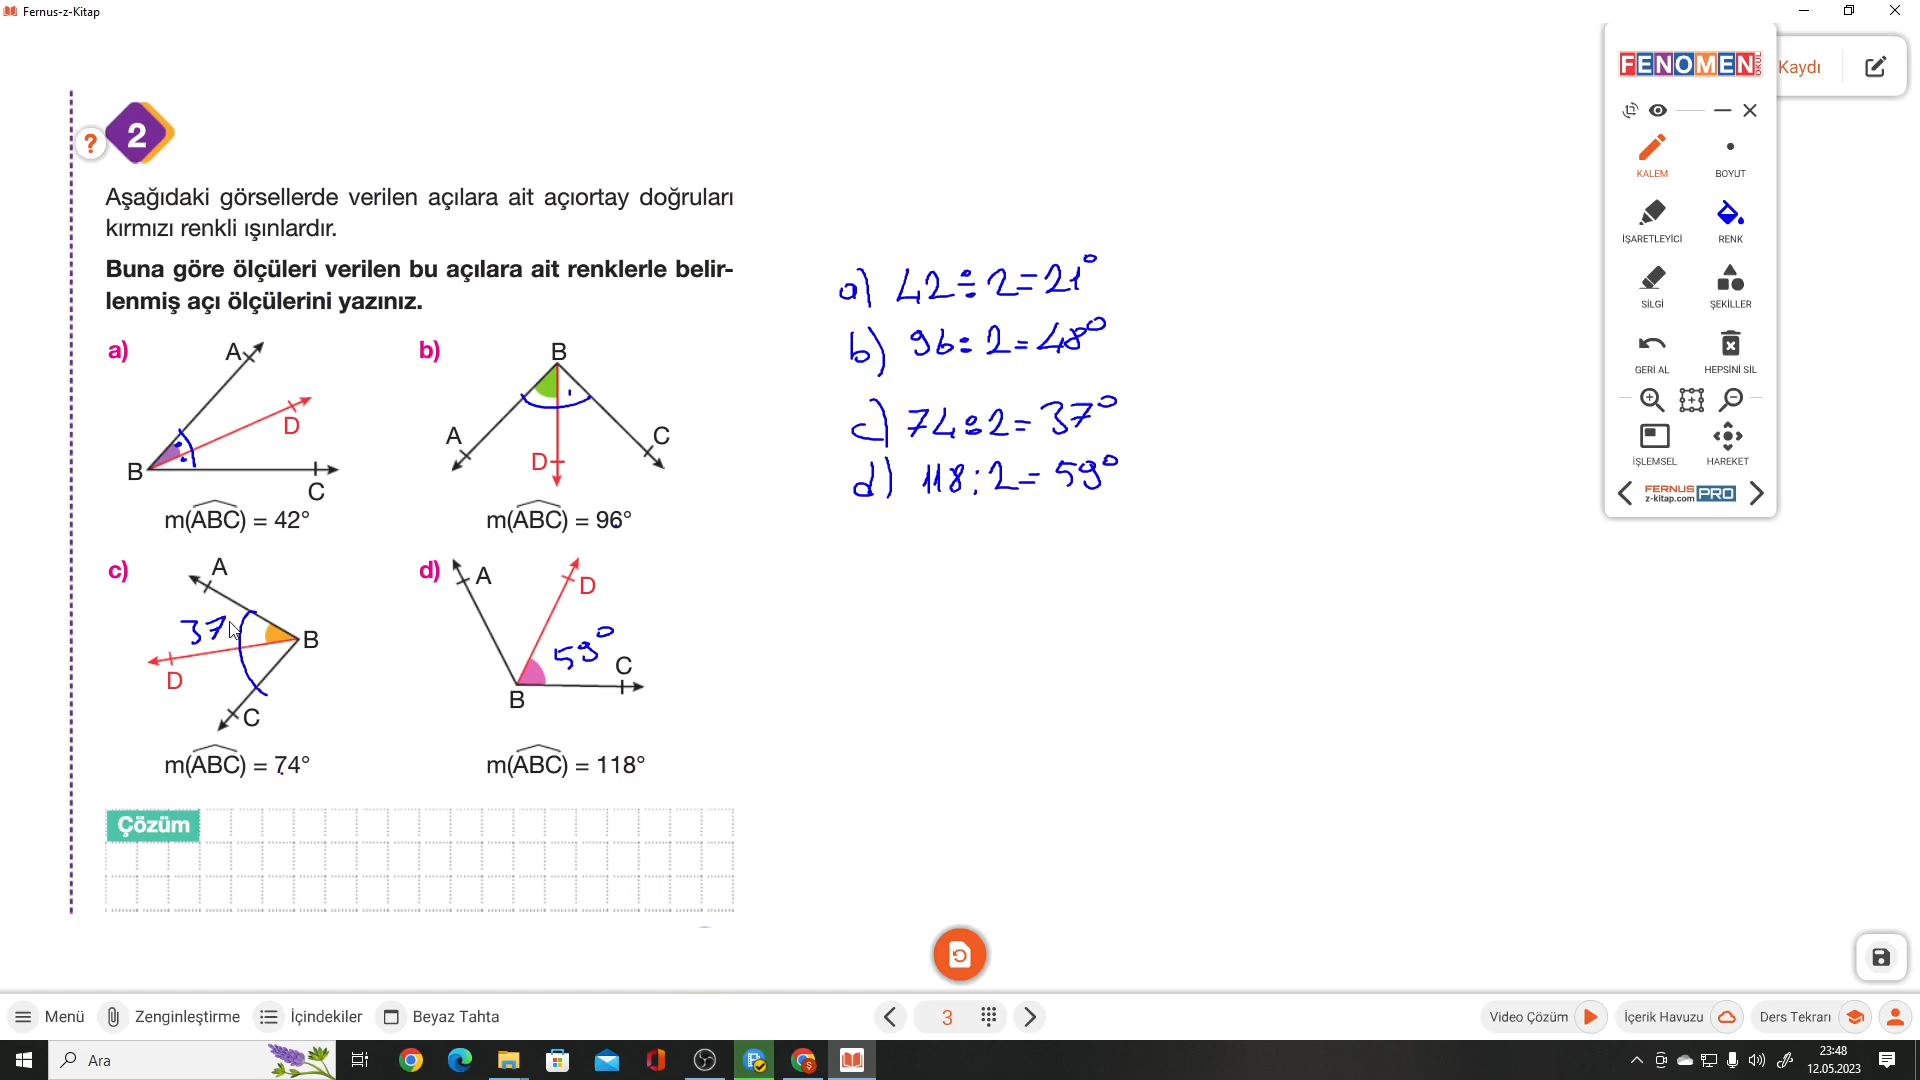 Fernus-z-Kitap
FENOMEN OKUL
Kaydı
KALEM
BOYUT
İŞARETLEYİCİ
RENK
SİLGİ
ŞEKİLLER
GERİ AL
HEPSİNİ SİL
İŞLEMSEL
HAREKET
FERNUS
z-kitap.com PRO
?
2
Aşağıdaki görsellerde verilen açılara ait açıortay doğruları
kırmızı renkli ışınlardır.
Buna göre ölçüleri verilen bu açılara ait renklerle belir-
lenmiş açı ölçülerini yazınız.
a)
A
D
B
C
m(ABC) = 42°
b)
B
A
C
D
m(ABC) = 96°
c)
A
37
B
D
C
m(ABC) = 74°
d)
A
D
59°
C
B
m(ABC) = 118°
a) 42÷2=21°
b) 96÷2=48°
c) 74÷2=37°
d) 118:2=59°
Çözüm
Menü
Zenginleştirme
İçindekiler
Beyaz Tahta
3
Video Çözüm
İçerik Havuzu
Ders Tekrarı
Ara
23:48
12.05.2023